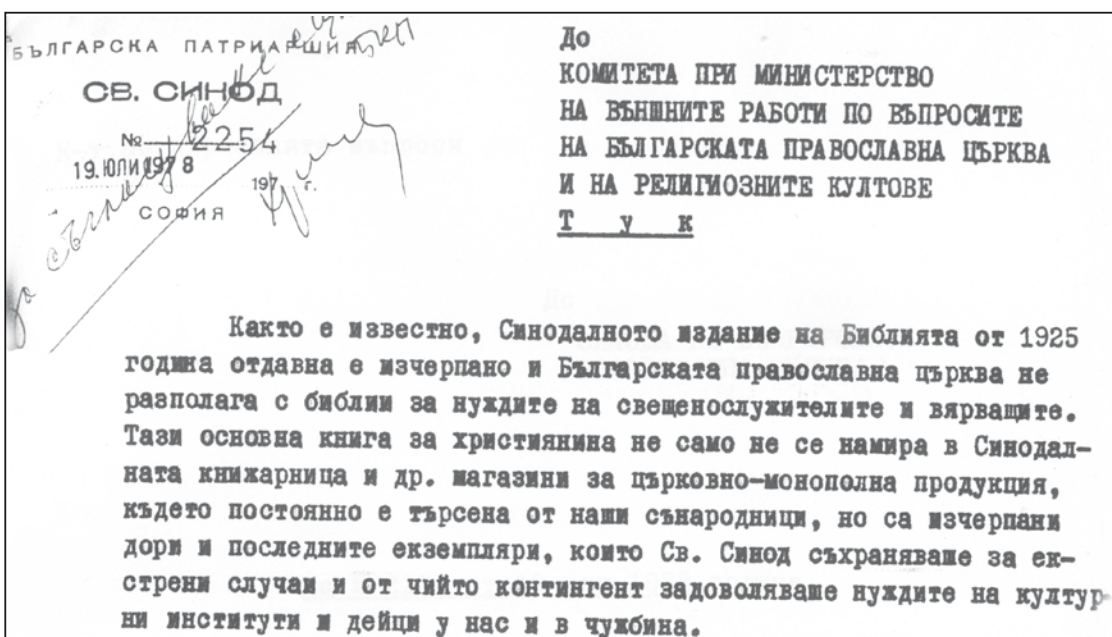 БЪЛГАРСКА ПАТРИАРШИЯ
СВ. СИНОД
№ 2254
19. ЮЛИ 1978
197 г.
СОФИЯ
До
КОМИТЕТА ПРИ МИНИСТЕРСТВО
НА ВЪНШНИТЕ РАБОТИ ПО ВЪПРОСИТЕ
НА БЪЛГАРСКАТА ПРАВОСЛАВНА ЦЪРКВА
И НА РЕЛИГИОЗНИТЕ КУЛТОВЕ
Т у к
Както е известно, Синодалното издание на Библията от 1925
година отдавна е изчерпано и Българската православна църква не
разполага с библии за нуждите на свещенослужителите и вярващите.
Тази основна книга за християнина не само не се намира в Синодал-
ната книжарница и др. магазини за църковно-монополна продукция,
където постоянно е търсена от наши сънародници, но са изчерпани
дори и последните екземпляри, които Св. Синод съхраняваше за ек-
стрени случаи и от чийто контингент задоволяваше нуждите на култур-
ни институти и дейци у нас и в чужбина.